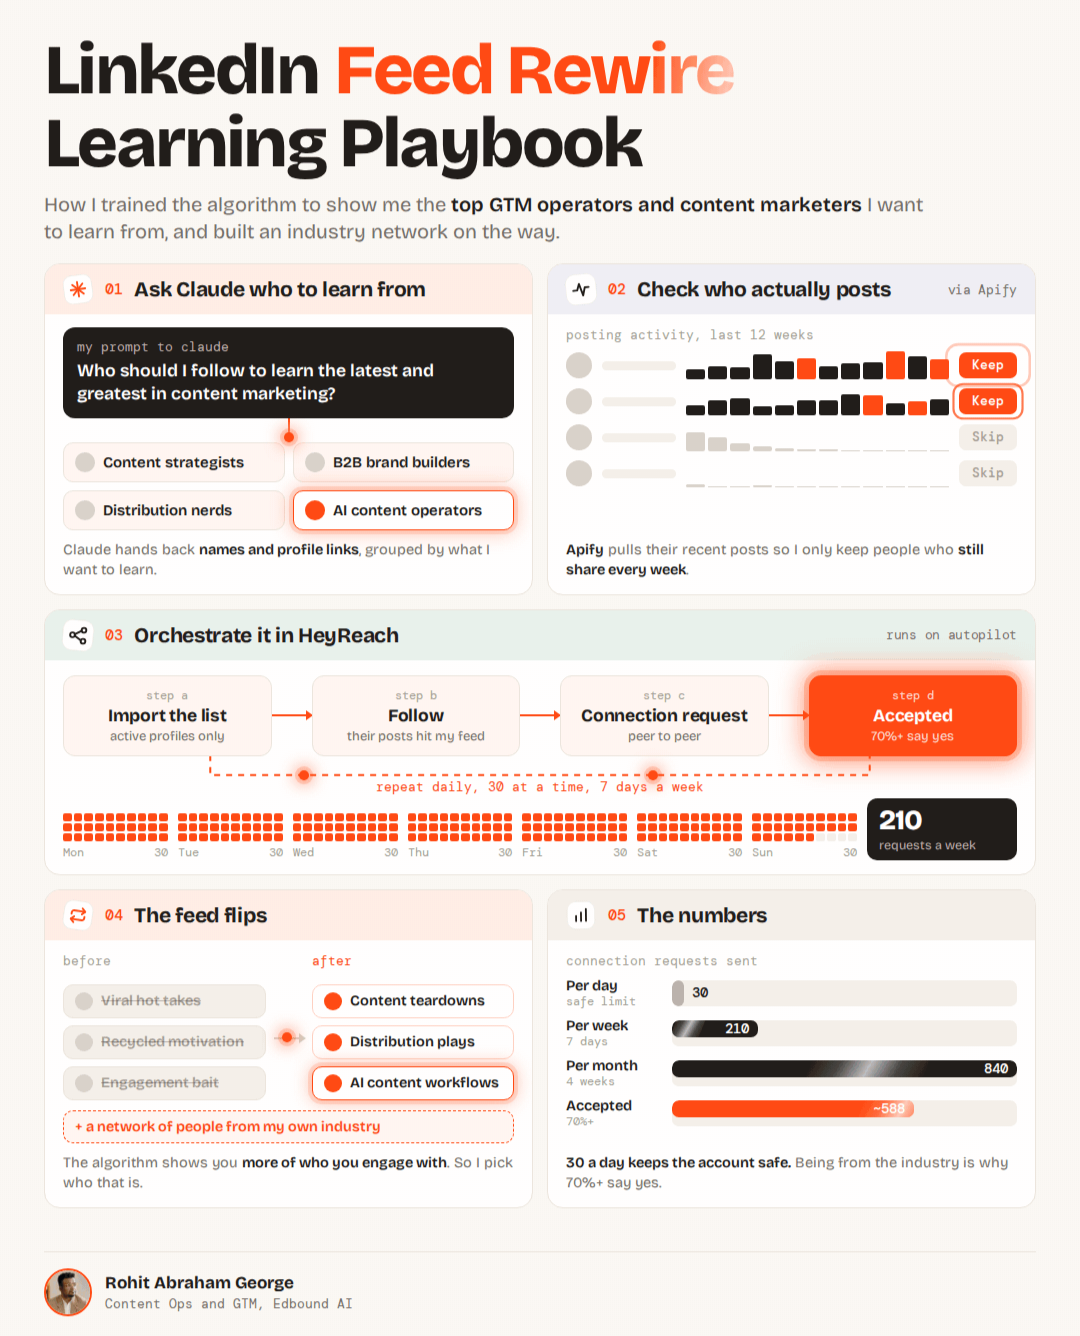 LinkedIn Feed Rewire
Learning Playbook
How I trained the algorithm to show me the top GTM operators and content marketers I want
to learn from, and built an industry network on the way.
01 Ask Claude who to learn from
my prompt to claude
Who should I follow to learn the latest and
greatest in content marketing?
Content strategists
B2B brand builders
Distribution nerds
AI content operators
Claude hands back names and profile links, grouped by what I
want to learn.
02 Check who actually posts
via Apify
posting activity, last 12 weeks
Keep
Keep
Skip
Skip
Apify pulls their recent posts so I only keep people who still
share every week.
03 Orchestrate it in HeyReach
runs on autopilot
step a
Import the list
active profiles only
step b
Follow
their posts hit my feed
step c
Connection request
peer to peer
step d
Accepted
70%+ say yes
repeat daily, 30 at a time, 7 days a week
Mon 30 Tue 30 Wed 30 Thu 30 Fri 30 Sat 30 Sun 30
210
requests a week
04 The feed flips
before
after
Viral hot takes
Content teardowns
Recycled motivation
Distribution plays
Engagement bait
AI content workflows
+ a network of people from my own industry
The algorithm shows you more of who you engage with. So I pick
who that is.
05 The numbers
connection requests sent
Per day
safe limit
30
Per week
7 days
210
Per month
4 weeks
840
Accepted
70%+
~588
30 a day keeps the account safe. Being from the industry is why
70%+ say yes.
Rohit Abraham George
Content Ops and GTM, Edbound AI